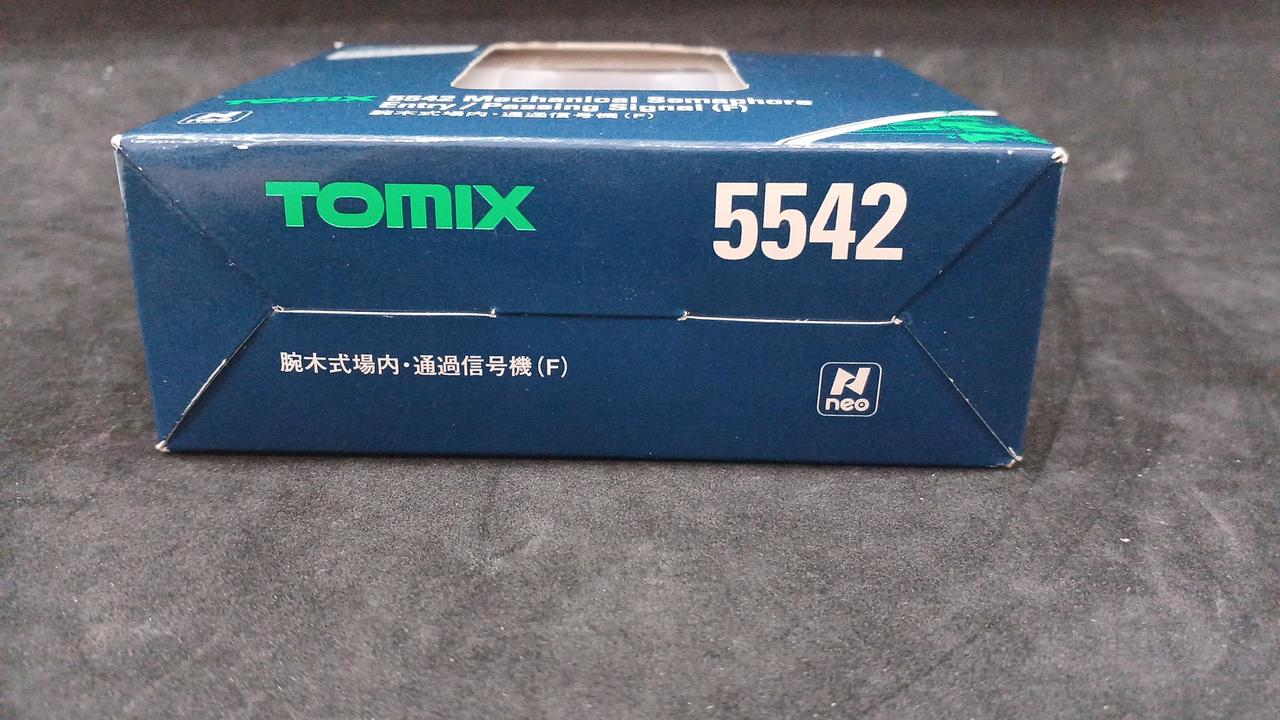 TOMIX 5542 Mechanical Semaphore
Entry / Passing Signal (F)
腕木式場内・通過信号機(F)
N
TOMIX
5542
腕木式場内・通過信号機(F)
N
neo